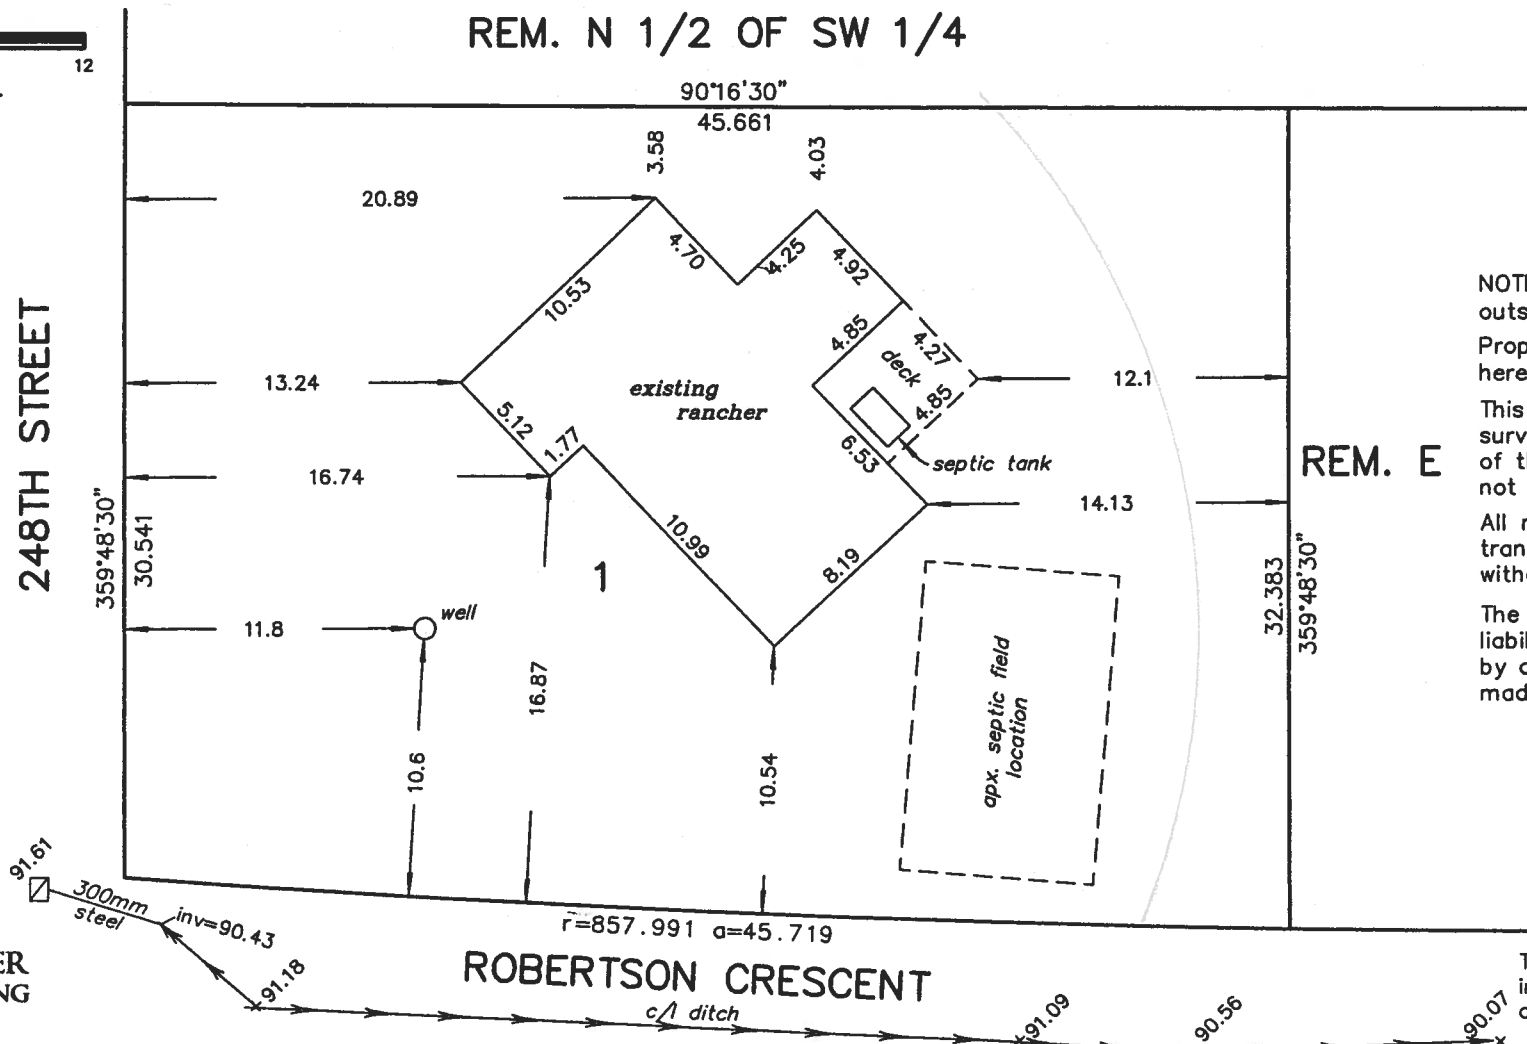 REM. N 1/2 OF SW 1/4
12
90°16'30"
45.661
3.58
4.03
20.89
4.70
4.25
4.92
10.53
4.85
4.27
deck
4.85
12.1
13.24
existing
rancher
5.12
1.77
6.53
septic tank
16.74
14.13
248TH STREET
359°48'30"
30.541
10.99
8.19
1
REM. E
32.383
359°48'30"
11.8
well
10.6
16.87
10.54
apx. septic field
location
91.61
300mm
steel
inv=90.43
91.18
r=857.991 a=45.719
ROBERTSON CRESCENT
c/l ditch
91.09
90.56
90.07
ER
NG
outs
Prop
here
This
surv
of t
not
All
tran
with
The
liabil
by
mad